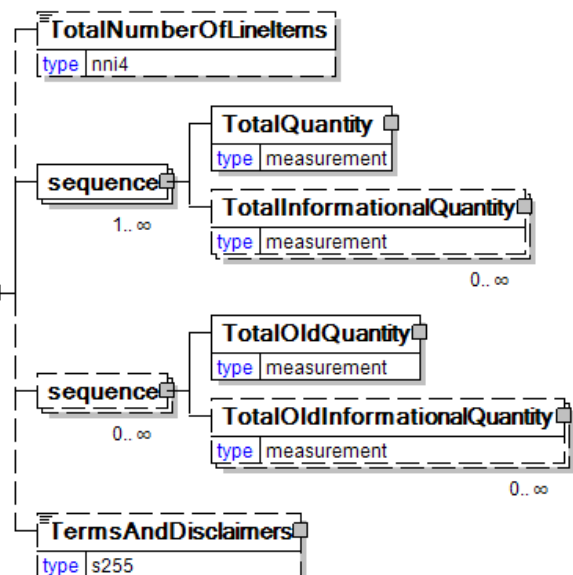 TotalNumberOfLineItems
type nni4
TotalQuantity
type measurement
sequence
1.. ∞
TotalInformationalQuantity
type measurement
0.. ∞
TotalOldQuantity
type measurement
sequence
0.. ∞
TotalOldInformationalQuantity
type measurement
0.. ∞
TermsAndDisclaimers
type s255